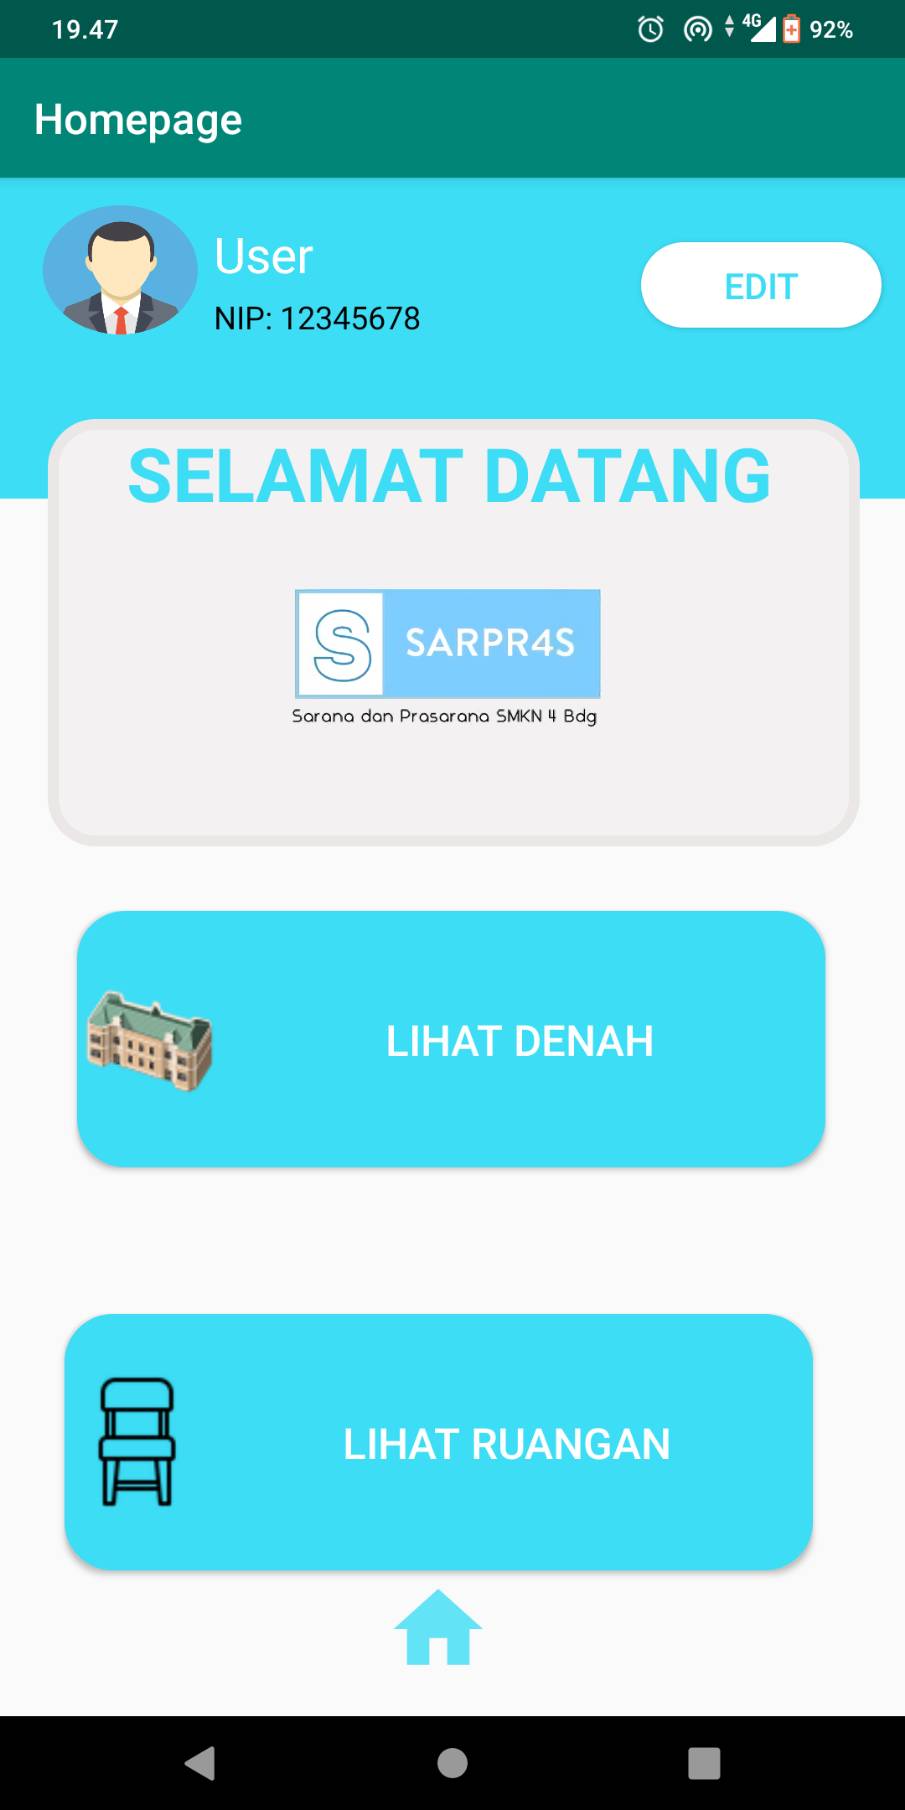 19.47
4G
92%
Homepage
User
NIP: 12345678
EDIT
SELAMAT DATANG
S SARPR4S
Sarana dan Prasarana SMKN 4 Bdg
LIHAT DENAH
LIHAT RUANGAN